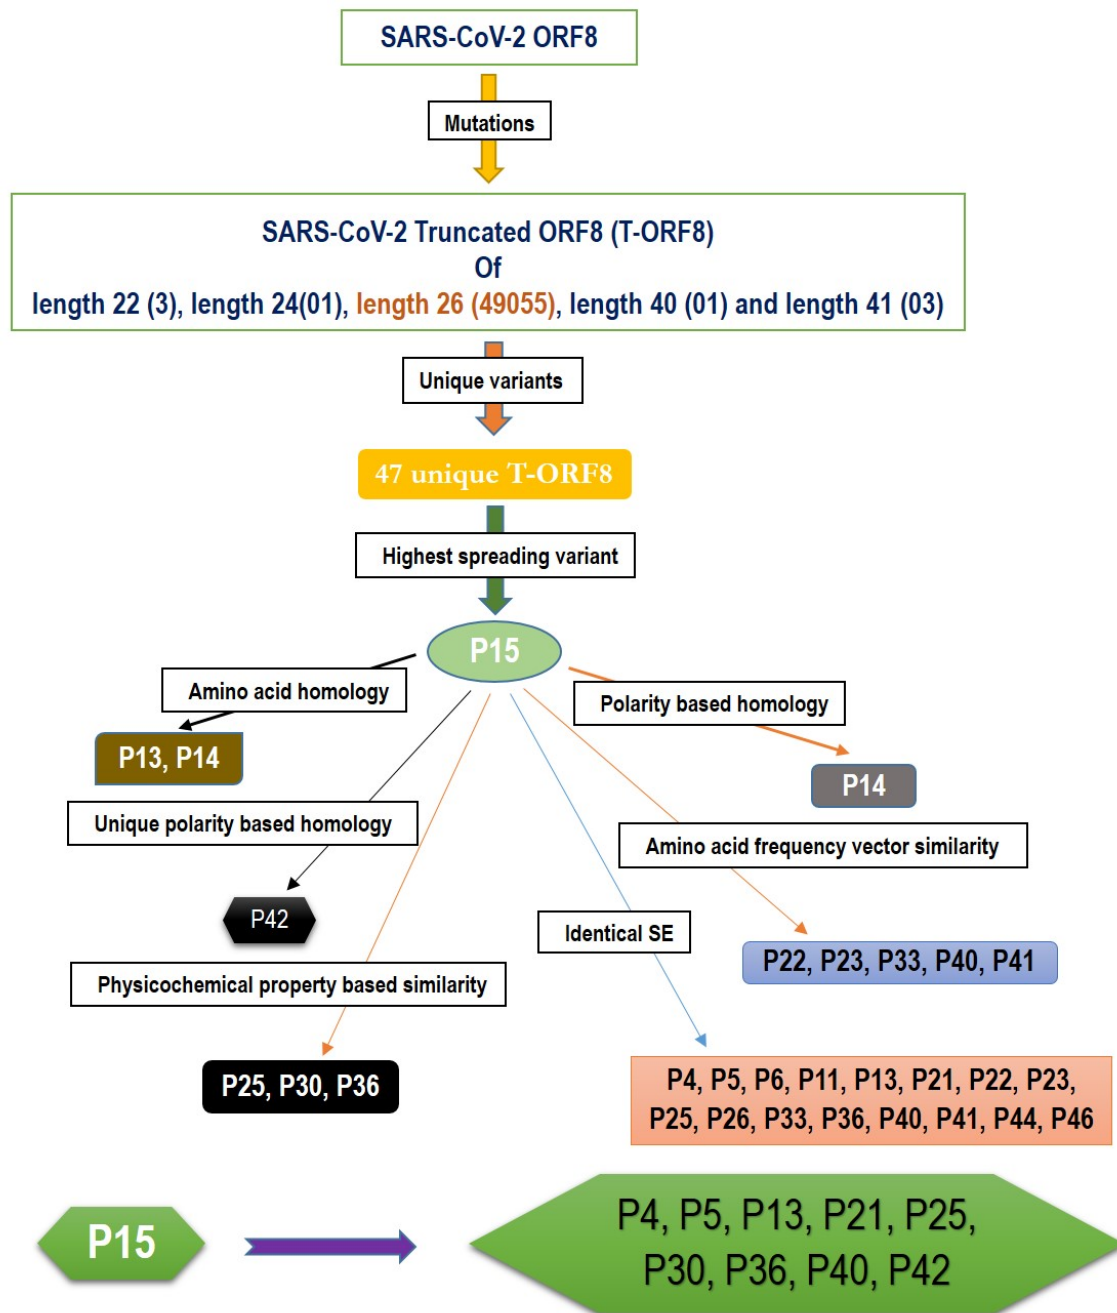 SARS-CoV-2 ORF8
Mutations
SARS-CoV-2 Truncated ORF8 (T-ORF8)
Of
length 22 (3), length 24(01), length 26 (49055), length 40 (01) and length 41 (03)
Unique variants
47 unique T-ORF8
Highest spreading variant
P15
Amino acid homology
Polarity based homology
P13, P14
P14
Unique polarity based homology
Amino acid frequency vector similarity
P42
Identical SE
P22, P23, P33, P40, P41
Physicochemical property based similarity
P25, P30, P36
P4, P5, P6, P11, P13, P21, P22, P23,
P25, P26, P33, P36, P40, P41, P44, P46
P15
P4, P5, P13, P21, P25,
P30, P36, P40, P42